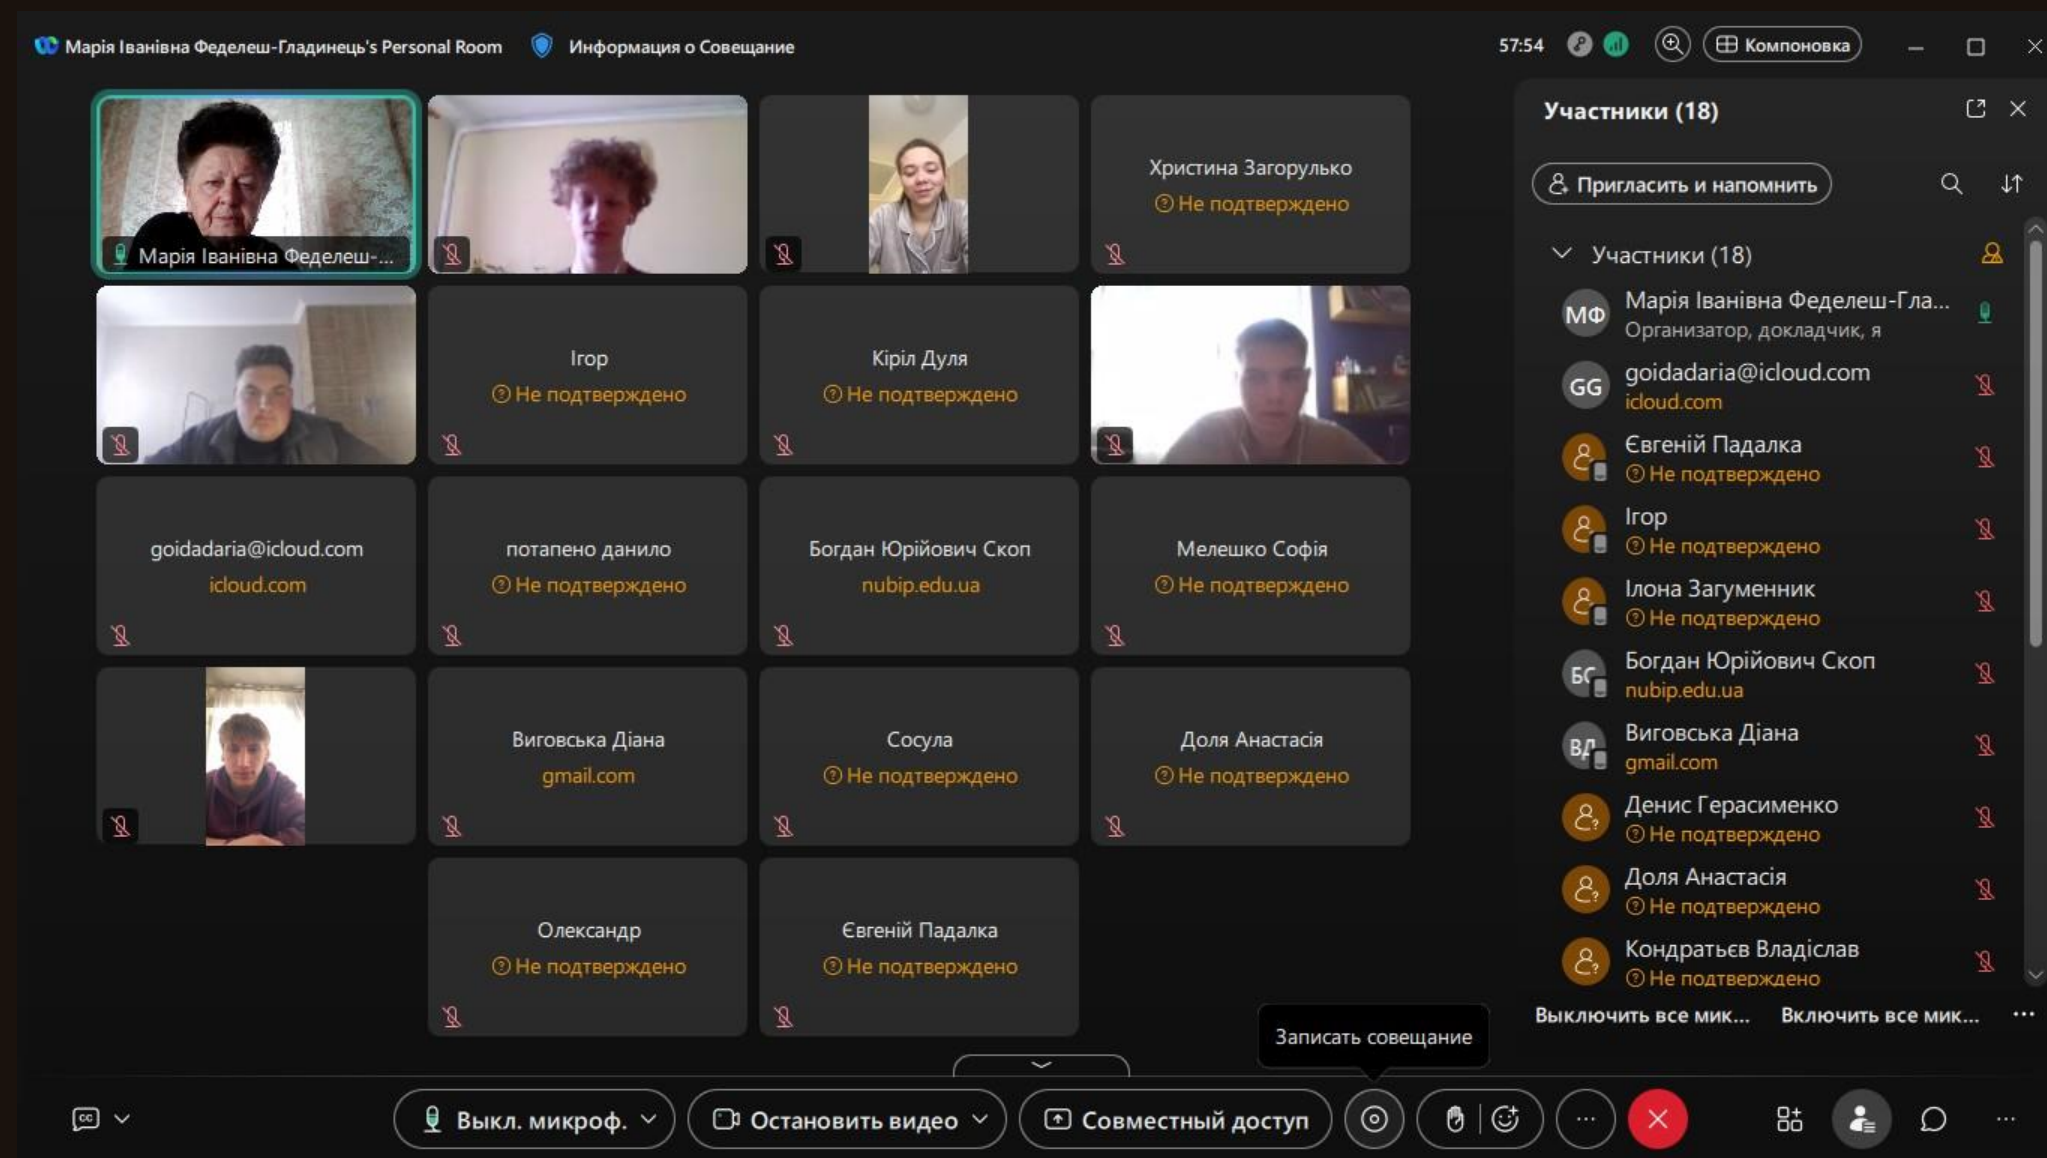 Марія Іванівна Феделеш-Гладинець's Personal Room
Информация о Совещание
57:54
Компоновка
Марія Іванівна Феделеш-...
Христина Загорулько
Не подтверждено
Ігор
Не подтверждено
Кіріл Дуля
Не подтверждено
goidadaria@icloud.com
icloud.com
потапено данило
Не подтверждено
Богдан Юрійович Скоп
nubip.edu.ua
Мелешко Софія
Не подтверждено
Виговська Діана
gmail.com
Сосула
Не подтверждено
Доля Анастасія
Не подтверждено
Олександр
Не подтверждено
Євгеній Падалка
Не подтверждено
Участники (18)
Пригласить и напомнить
Участники (18)
МФ
Марія Іванівна Феделеш-Гла...
Организатор, докладчик, я
GG
goidadaria@icloud.com
icloud.com
Євгеній Падалка
Не подтверждено
Ігор
Не подтверждено
Ілона Загуменник
Не подтверждено
БС
Богдан Юрійович Скоп
nubip.edu.ua
ВД
Виговська Діана
gmail.com
Денис Герасименко
Не подтверждено
Доля Анастасія
Не подтверждено
Кондратьєв Владіслав
Не подтверждено
Выключить все мик...
Включить все мик...
Записать совещание
CC
Выкл. микроф.
Остановить видео
Совместный доступ